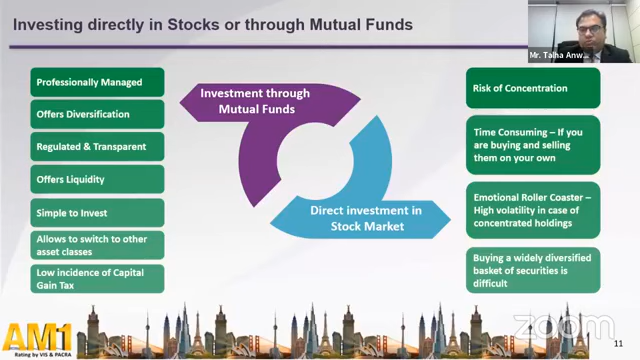 Investing directly in Stocks or through Mutual Funds
Mr. Talha Anw...
Professionally Managed
Offers Diversification
Regulated & Transparent
Offers Liquidity
Simple to Invest
Allows to switch to other
asset classes
Low incidence of Capital
Gain Tax
Investment through
Mutual Funds
Direct investment in
Stock Market
Risk of Concentration
Time Consuming – If you
are buying and selling
them on your own
Emotional Roller Coaster –
High volatility in case of
concentrated holdings
Buying a widely diversified
basket of securities is
difficult
AM1
Rating by VIS & PACRA
zoom
11